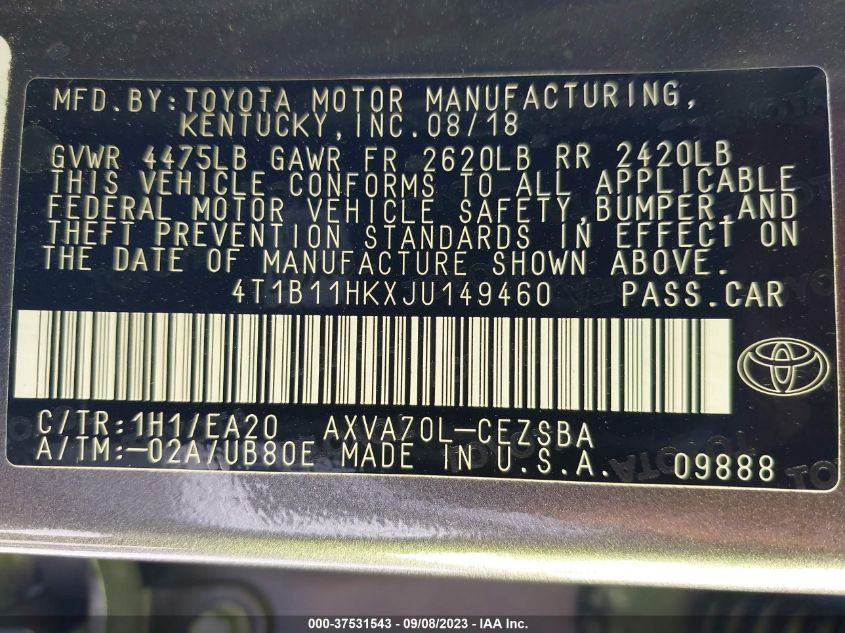 MFD.BY:TOYOTA MOTOR MANUFACTURING,
KENTUCKY,INC.08/18
GVWR 4475LB GAWR FR 2620LB RR 2420LB
THIS VEHICLE CONFORMS TO ALL APPLICABLE
FEDERAL MOTOR VEHICLE SAFETY,BUMPER,AND
THEFT PREVENTION STANDARDS IN EFFECT ON
THE DATE OF MANUFACTURE SHOWN ABOVE.
4T1B11HKXJU149460 PASS.CAR
C/TR:1H1/EA20 AXVA70L-CEZSBA
A/TM:-02A/UB80E MADE IN U.S.A. 09888
000-37531543 - 09/08/2023 - IAA Inc.